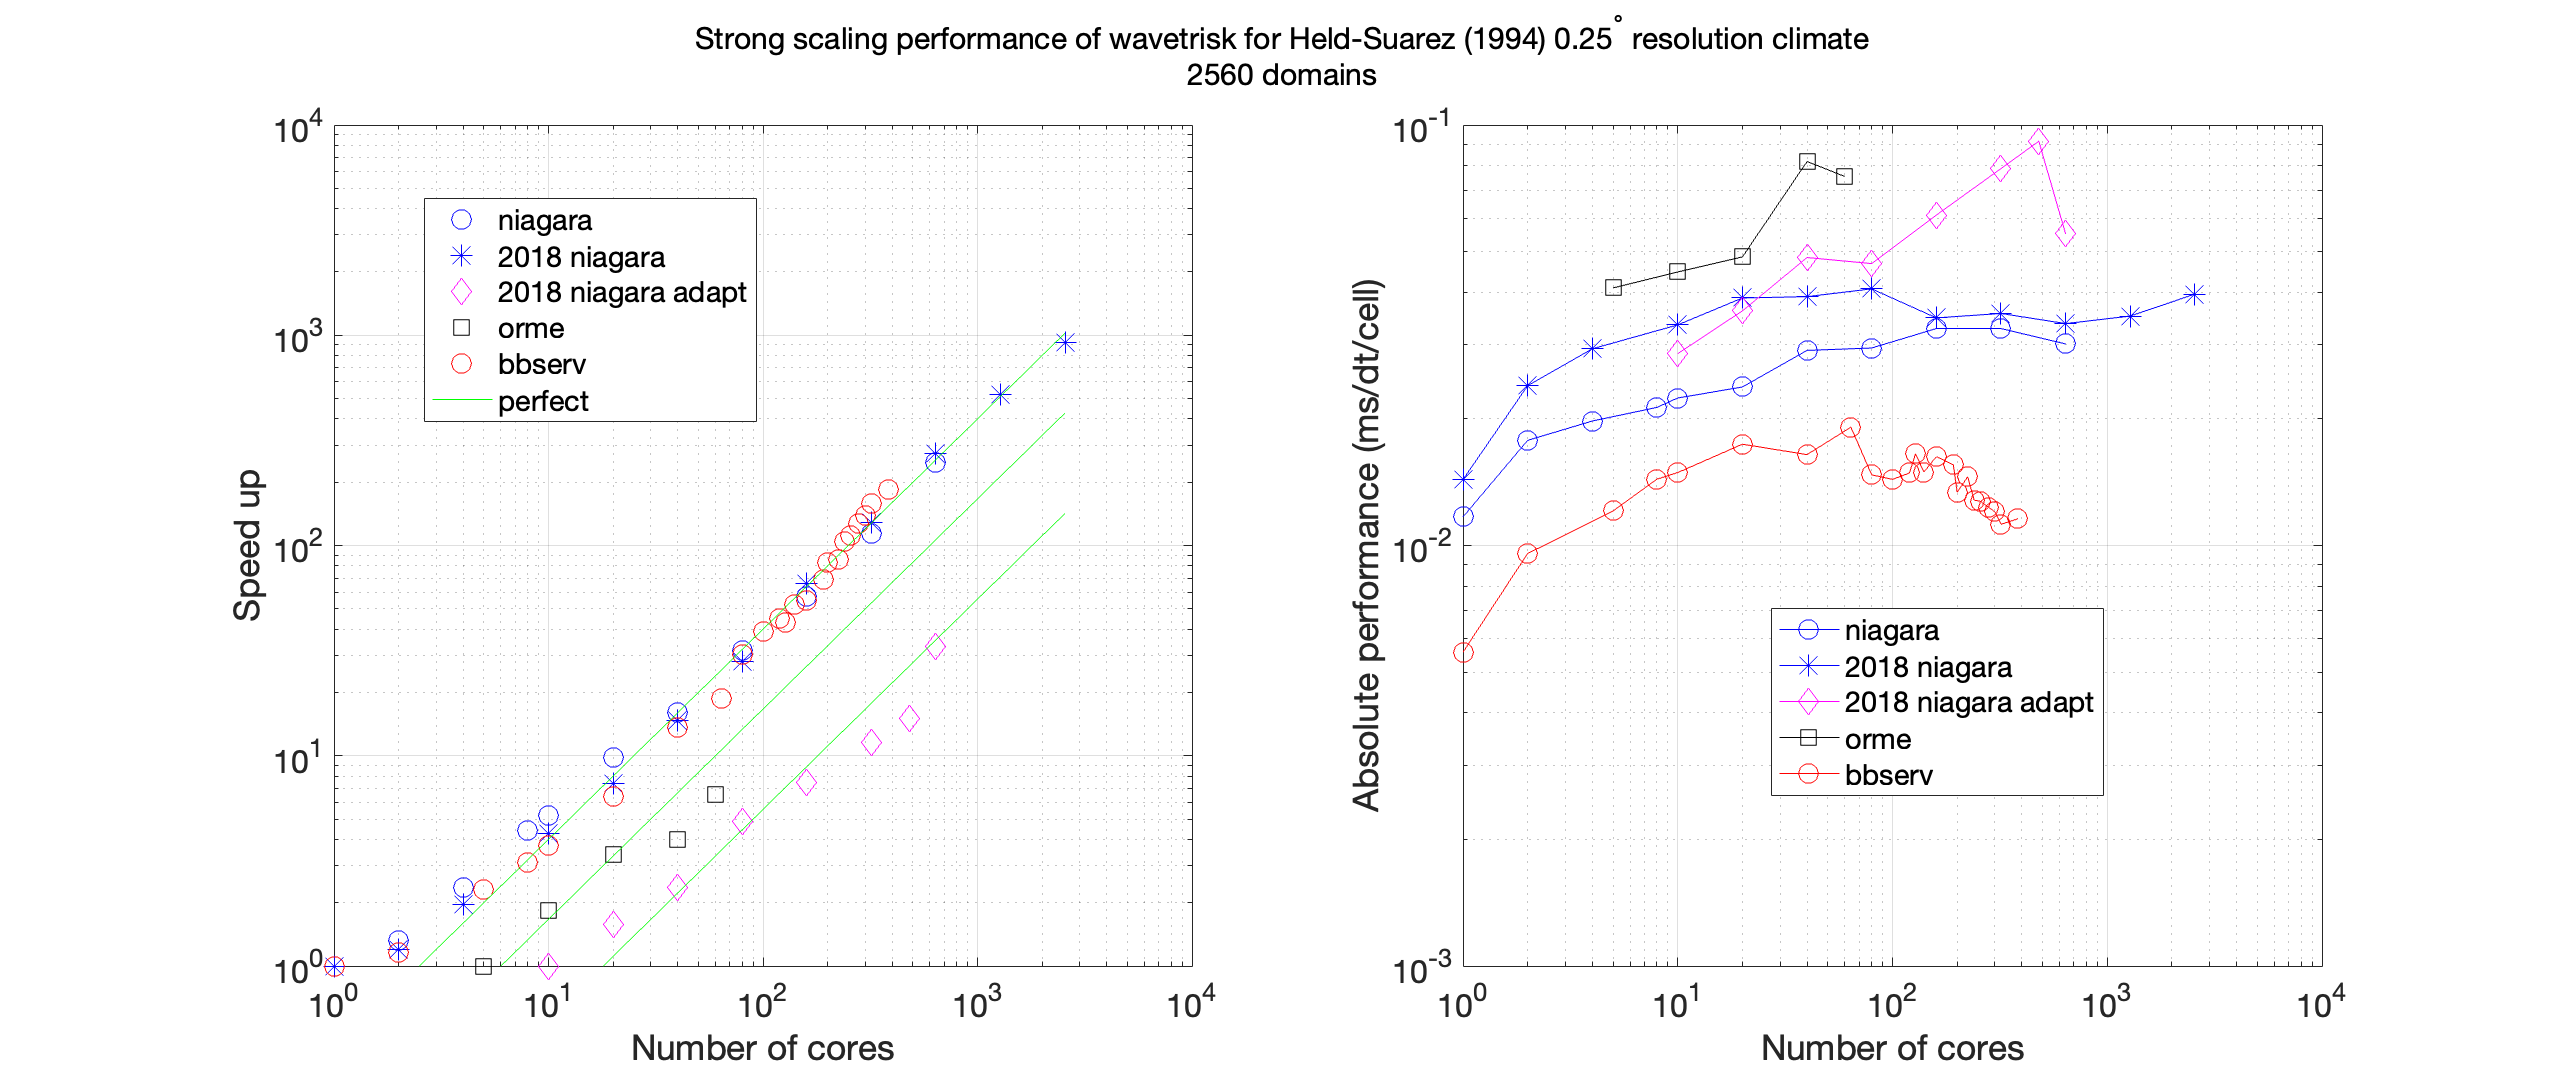 Strong scaling performance of wavetrisk for Held-Suarez (1994) 0.25° resolution climate
2560 domains
10^4
10^3
10^2
10^1
10^0
Speed up
niagara
2018 niagara
2018 niagara adapt
orme
bbserv
perfect
10^0 10^1 10^2 10^3 10^4
Number of cores
10^-1
10^-2
10^-3
Absolute performance (ms/dt/cell)
niagara
2018 niagara
2018 niagara adapt
orme
bbserv
10^0 10^1 10^2 10^3 10^4
Number of cores